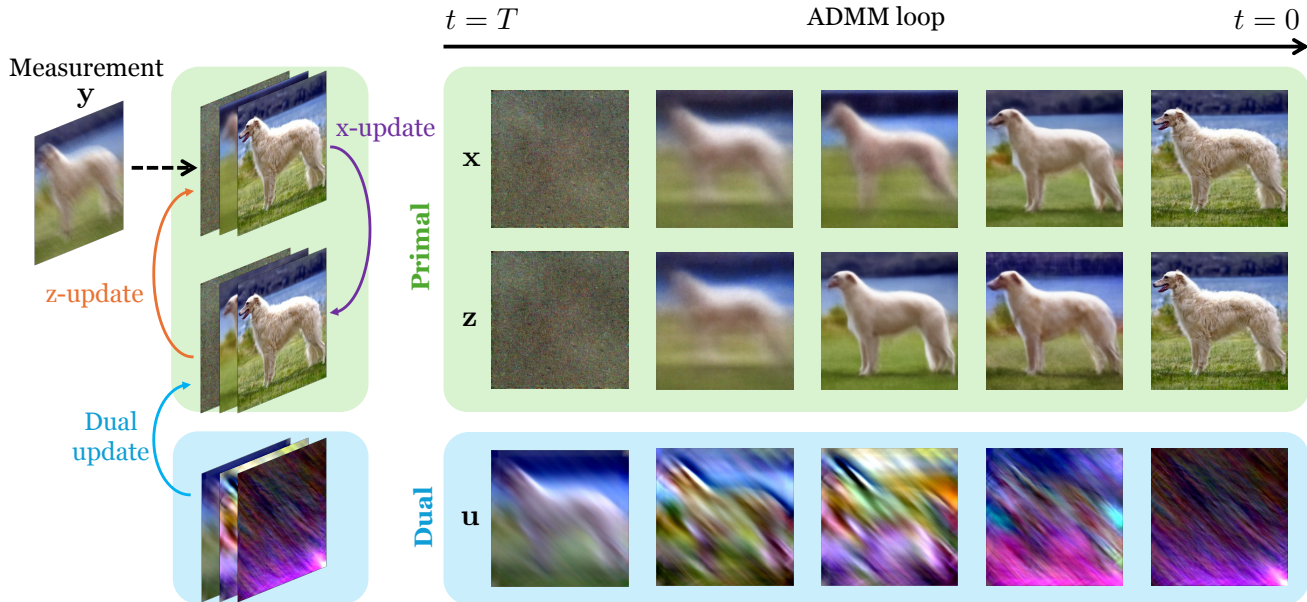 t = T
ADMM loop
t = 0
Measurement
y
x-update
z-update
Dual
update
Primal
x
z
Dual
u